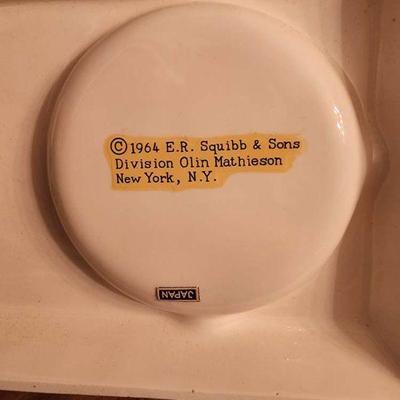 ©1964 E.R. Squibb & Sons
Division Olin Mathieson
New York, N.Y.
JAPAN